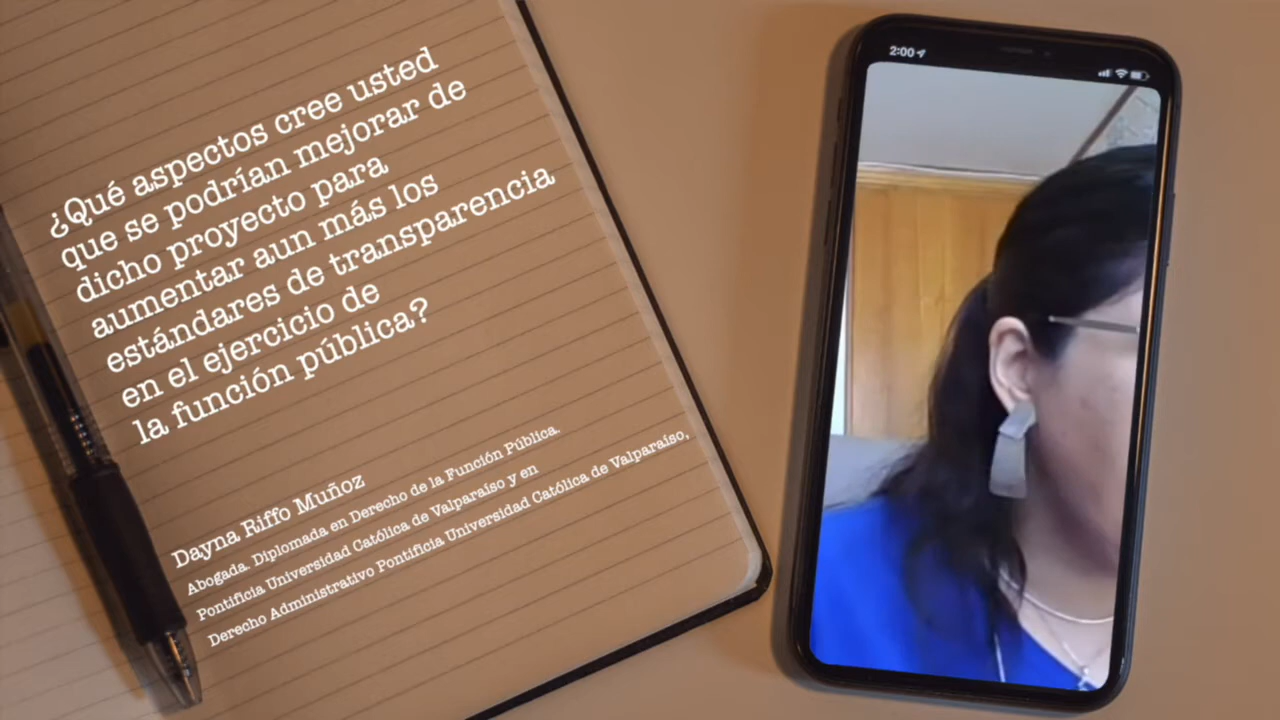 ¿Qué aspectos cree usted
que se podrían mejorar de
dicho proyecto para
aumentar aun más los
estándares de transparencia
en el ejercicio de
la función pública?
Dayna Riffo Muñoz
Abogada. Diplomada en Derecho de la Función Pública.
Pontificia Universidad Católica de Valparaíso y en
Derecho Administrativo Pontificia Universidad Católica de Valparaíso,
2:00